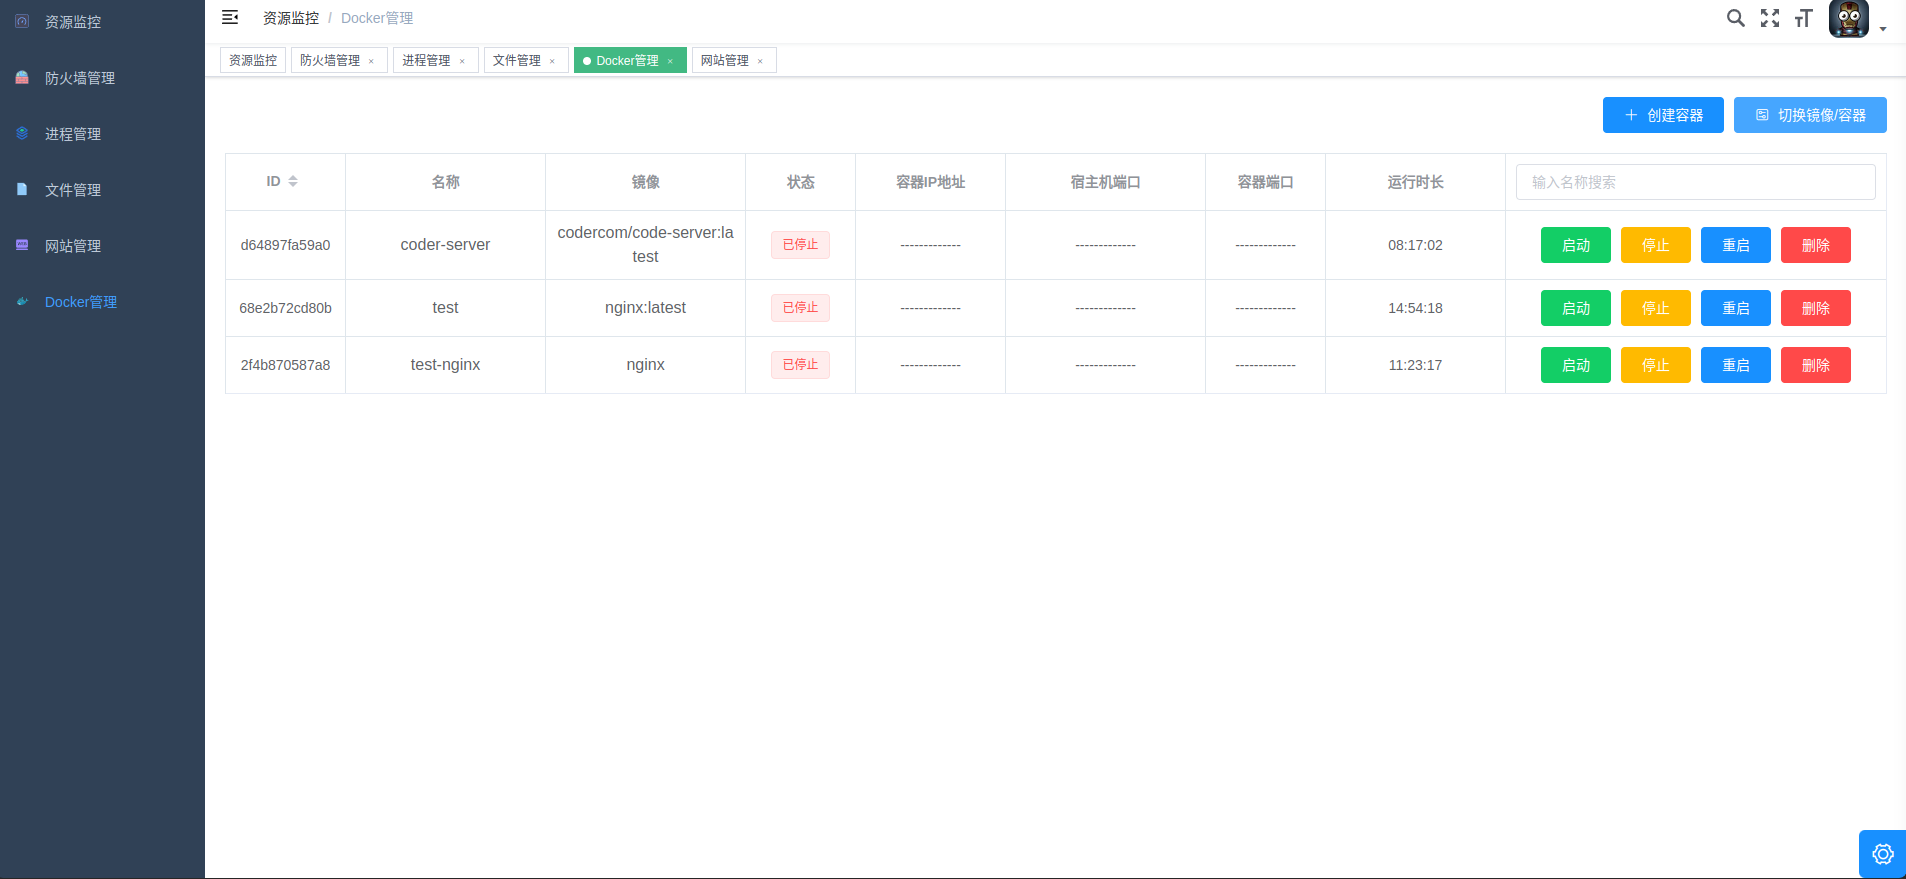 资源监控
防火墙管理
进程管理
文件管理
网站管理
Docker管理
资源监控 / Docker管理
资源监控 防火墙管理 × 进程管理 × 文件管理 × Docker管理 × 网站管理 ×
创建容器 切换镜像/容器
ID 名称 镜像 状态 容器IP地址 宿主机端口 容器端口 运行时长 输入名称搜索
d64897fa59a0 coder-server codercom/code-server:la
test 已停止 ------------- ------------- ------------- 08:17:02 启动 停止 重启 删除
68e2b72cd80b test nginx:latest 已停止 ------------- ------------- ------------- 14:54:18 启动 停止 重启 删除
2f4b870587a8 test-nginx nginx 已停止 ------------- ------------- ------------- 11:23:17 启动 停止 重启 删除